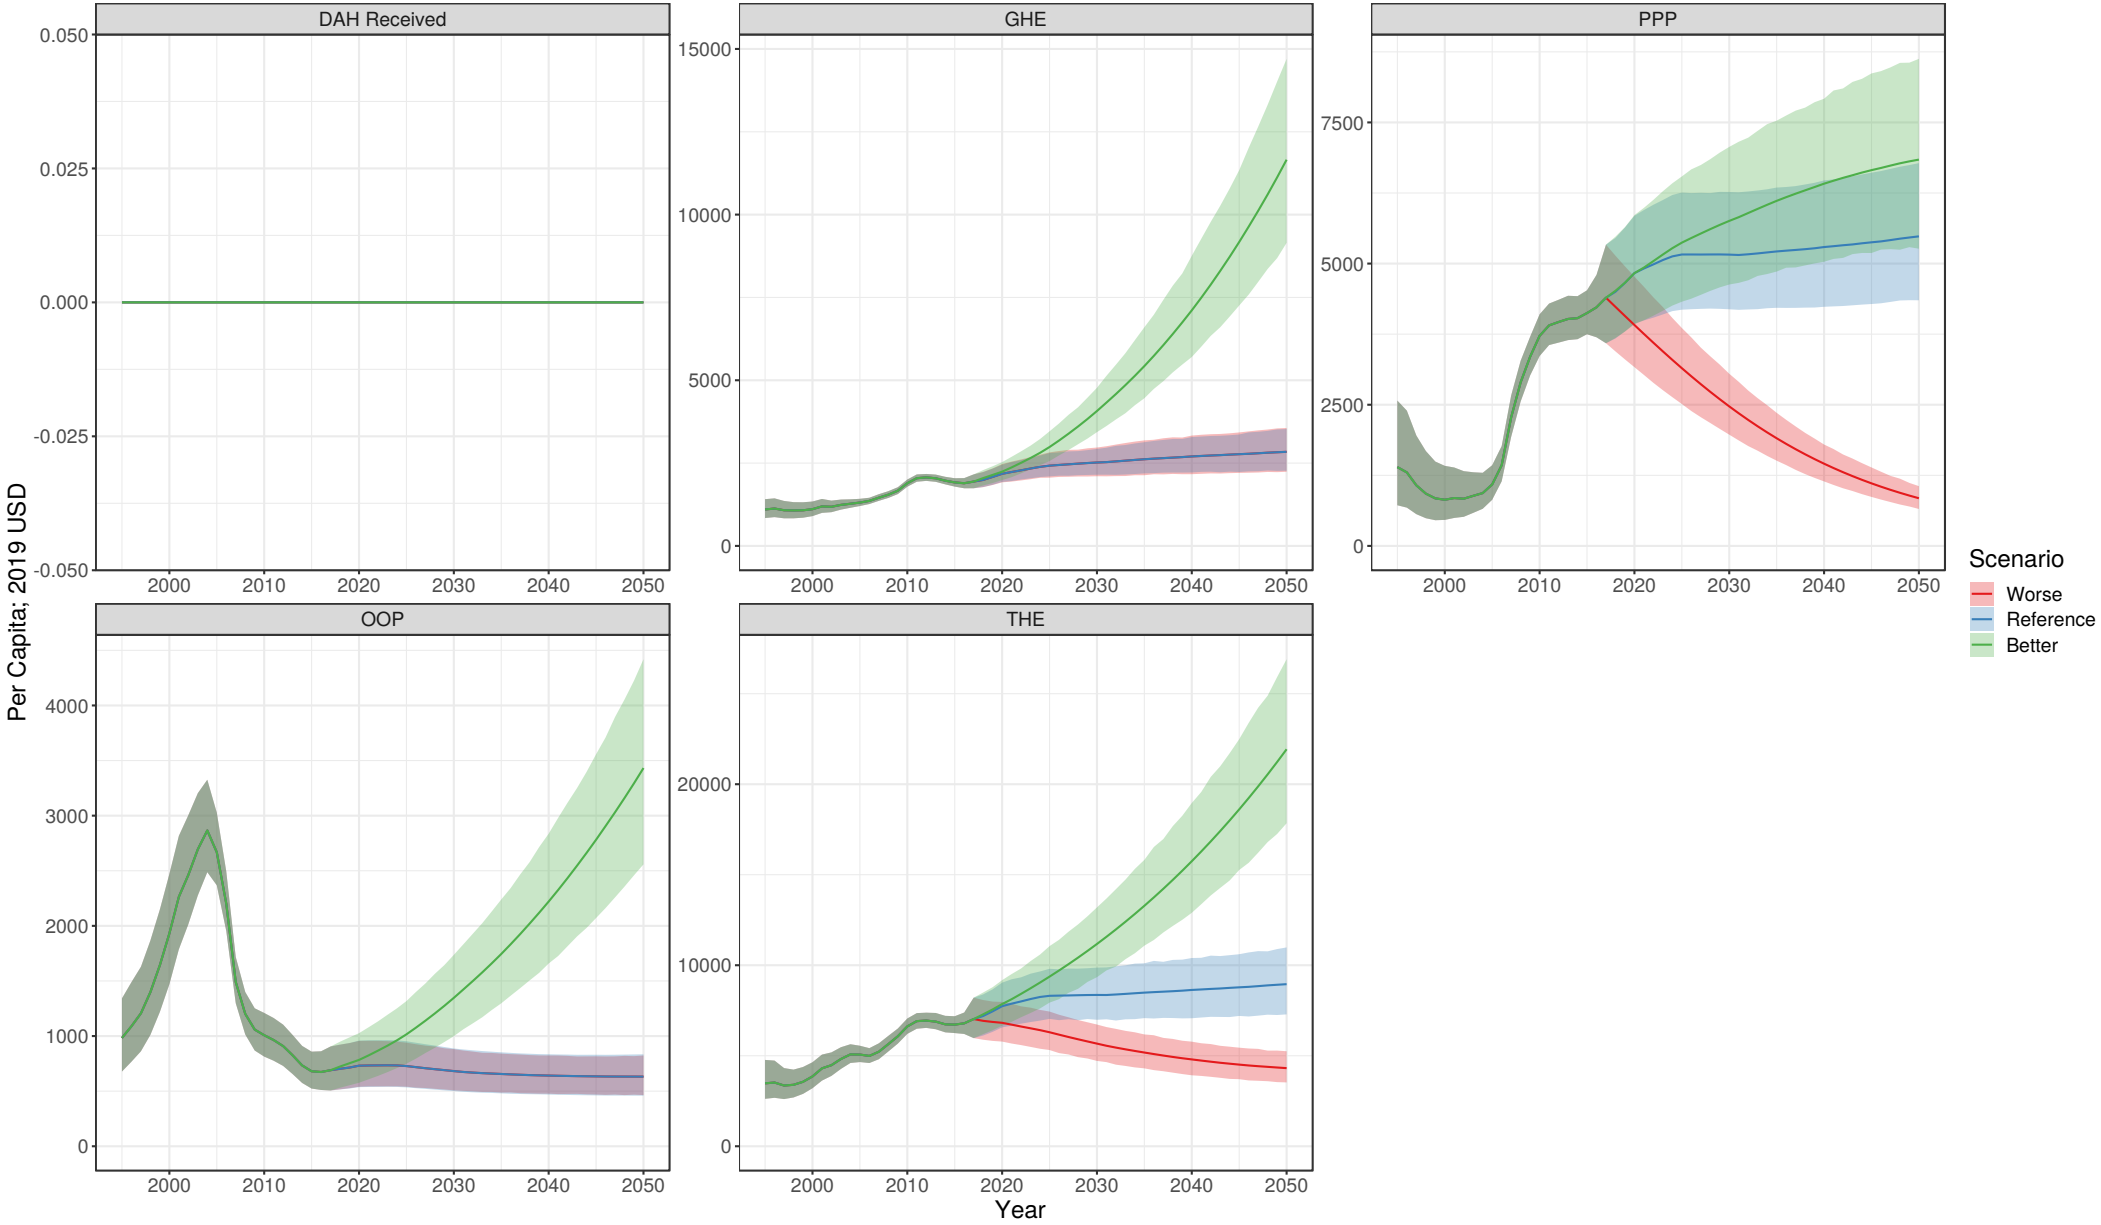 DAH Received
GHE
PPP
0.050
0.025
0.000
-0.025
-0.050
15000
10000
5000
0
7500
5000
2500
0
2000 2010 2020 2030 2040 2050
2000 2010 2020 2030 2040 2050
2000 2010 2020 2030 2040 2050
OOP
THE
4000
3000
2000
1000
0
20000
10000
0
2000 2010 2020 2030 2040 2050
2000 2010 2020 2030 2040 2050
Year
Per Capita; 2019 USD
Scenario
Worse
Reference
Better